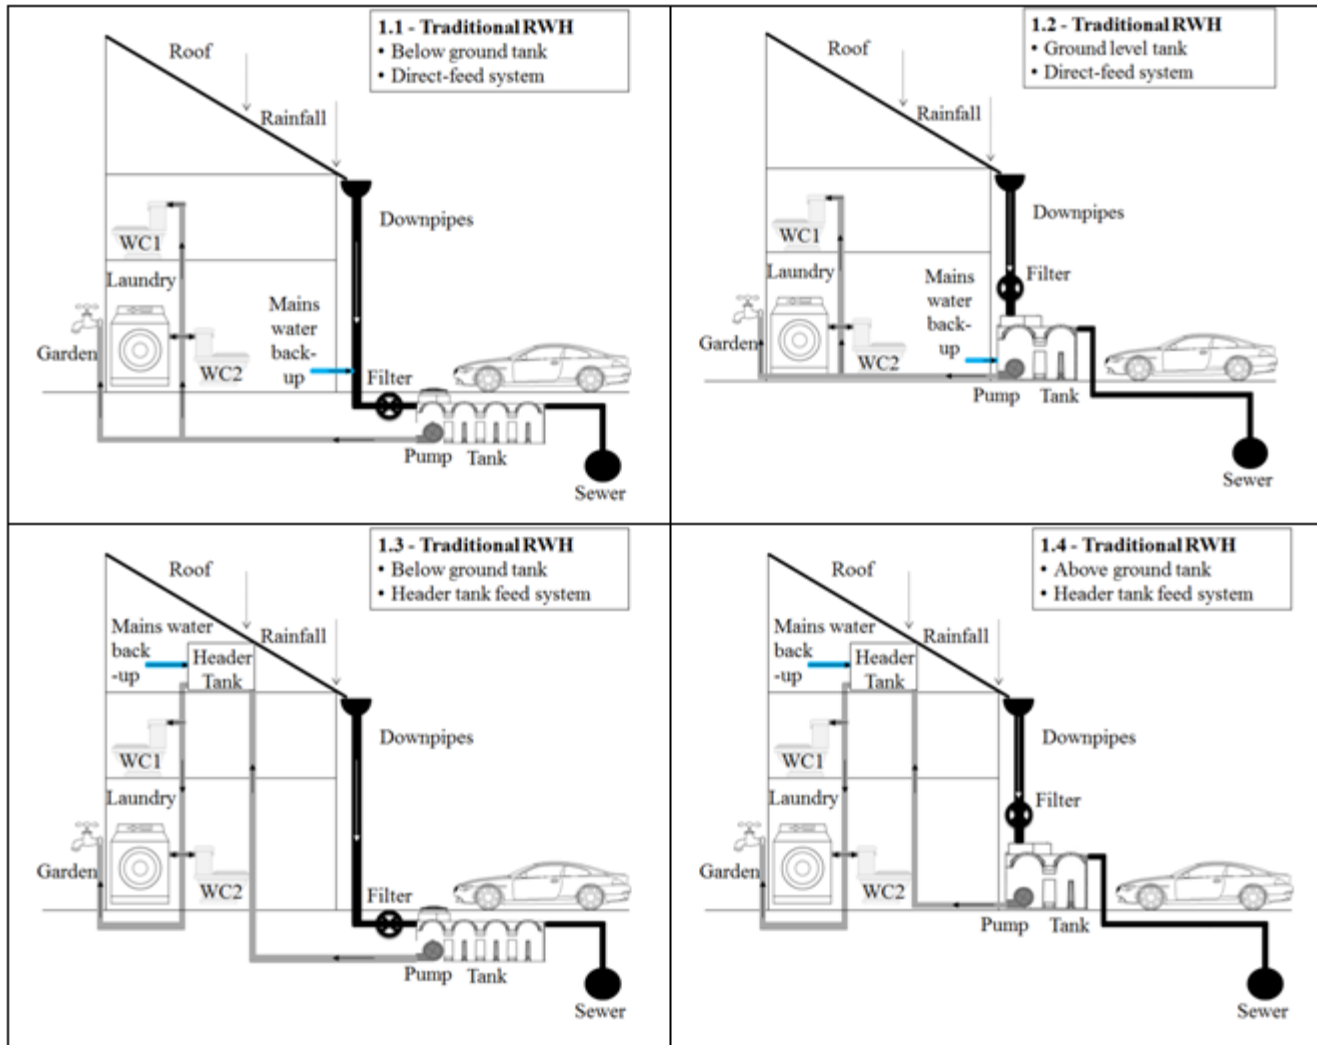 1.1 - Traditional RWH
• Below ground tank
• Direct-feed system
Roof
Rainfall
Downpipes
WC1
Laundry
Mains
water
back-
up
Garden
WC2
Filter
Pump
Tank
Sewer
1.2 - Traditional RWH
• Ground level tank
• Direct-feed system
Roof
Rainfall
Downpipes
WC1
Laundry
Mains
water
back-
up
Filter
Garden
WC2
Pump
Tank
Sewer
1.3 - Traditional RWH
• Below ground tank
• Header tank feed system
Roof
Rainfall
Mains water
back
-up
Header
Tank
Downpipes
WC1
Laundry
Garden
WC2
Filter
Pump
Tank
Sewer
1.4 - Traditional RWH
• Above ground tank
• Header tank feed system
Roof
Rainfall
Mains water
back
-up
Header
Tank
Downpipes
WC1
Laundry
Filter
Garden
WC2
Pump
Tank
Sewer